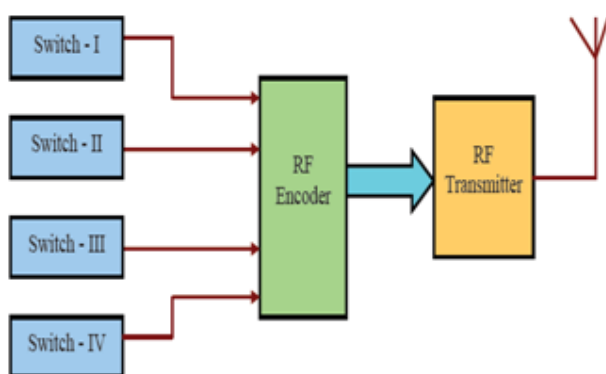 Switch - I
Switch - II
Switch - III
Switch - IV
RF
Encoder
RF
Transmitter